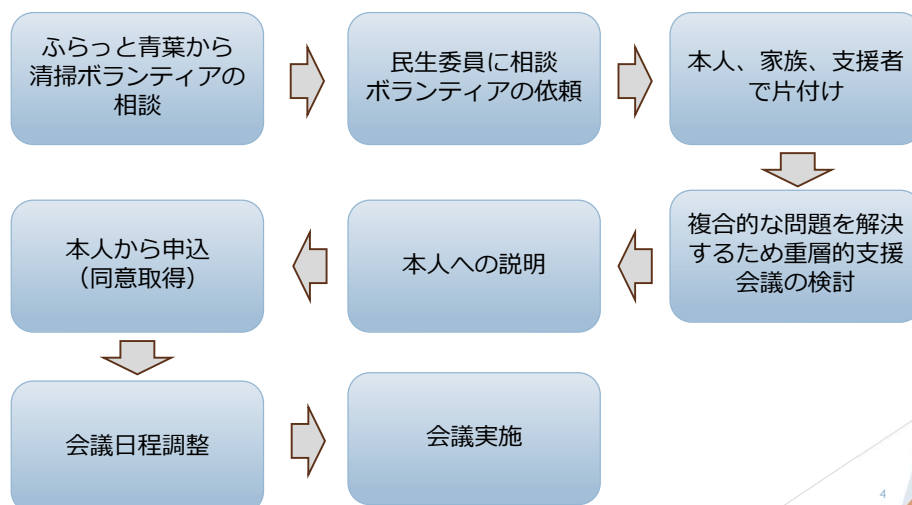 ふらっと青葉から
清掃ボランティアの
相談
民生委員に相談
ボランティアの依頼
本人、家族、支援者
で片付け
複合的な問題を解決
するため重層的支援
会議の検討
本人への説明
本人から申込
（同意取得）
会議日程調整
会議実施
4